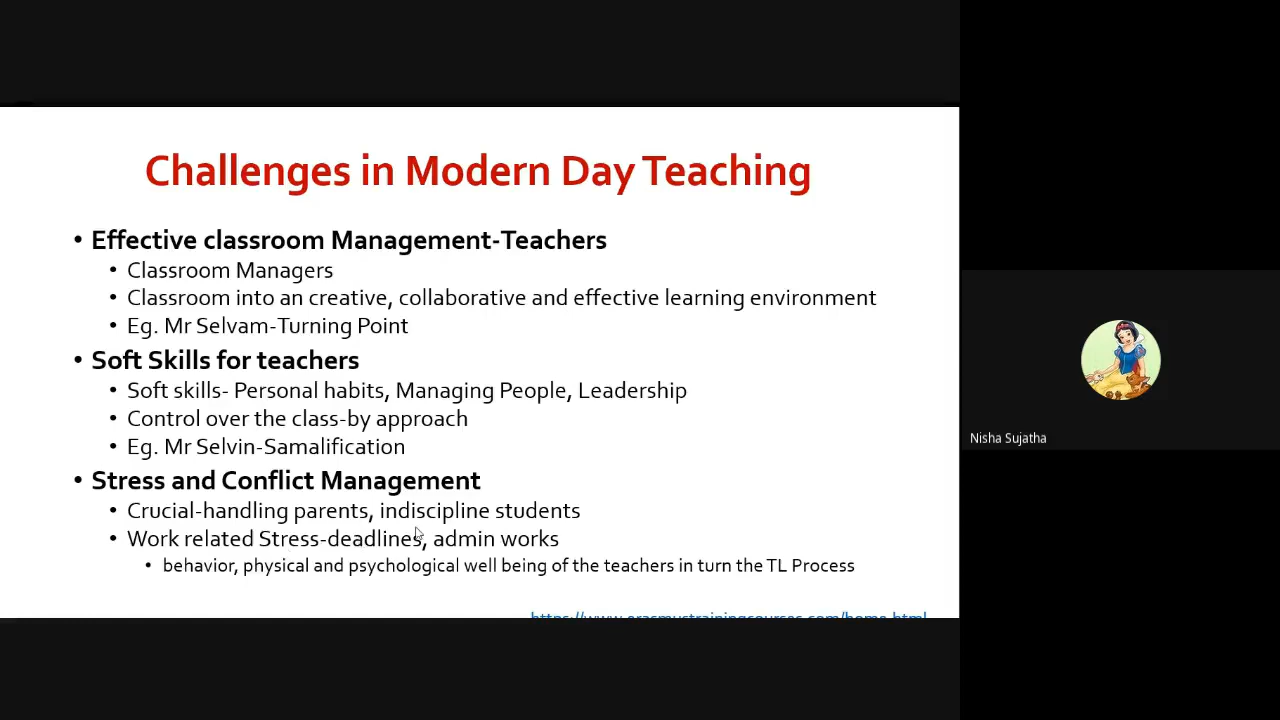 Challenges in Modern Day Teaching
• Effective classroom Management-Teachers
• Classroom Managers
• Classroom into an creative, collaborative and effective learning environment
• Eg. Mr Selvam-Turning Point
• Soft Skills for teachers
• Soft skills- Personal habits, Managing People, Leadership
• Control over the class-by approach
• Eg. Mr Selvin-Samalification
• Stress and Conflict Management
• Crucial-handling parents, indiscipline students
• Work related Stress-deadlines, admin works
• behavior, physical and psychological well being of the teachers in turn the TL Process
https://www.erasmustrainingcourses.com/home.html
Nisha Sujatha